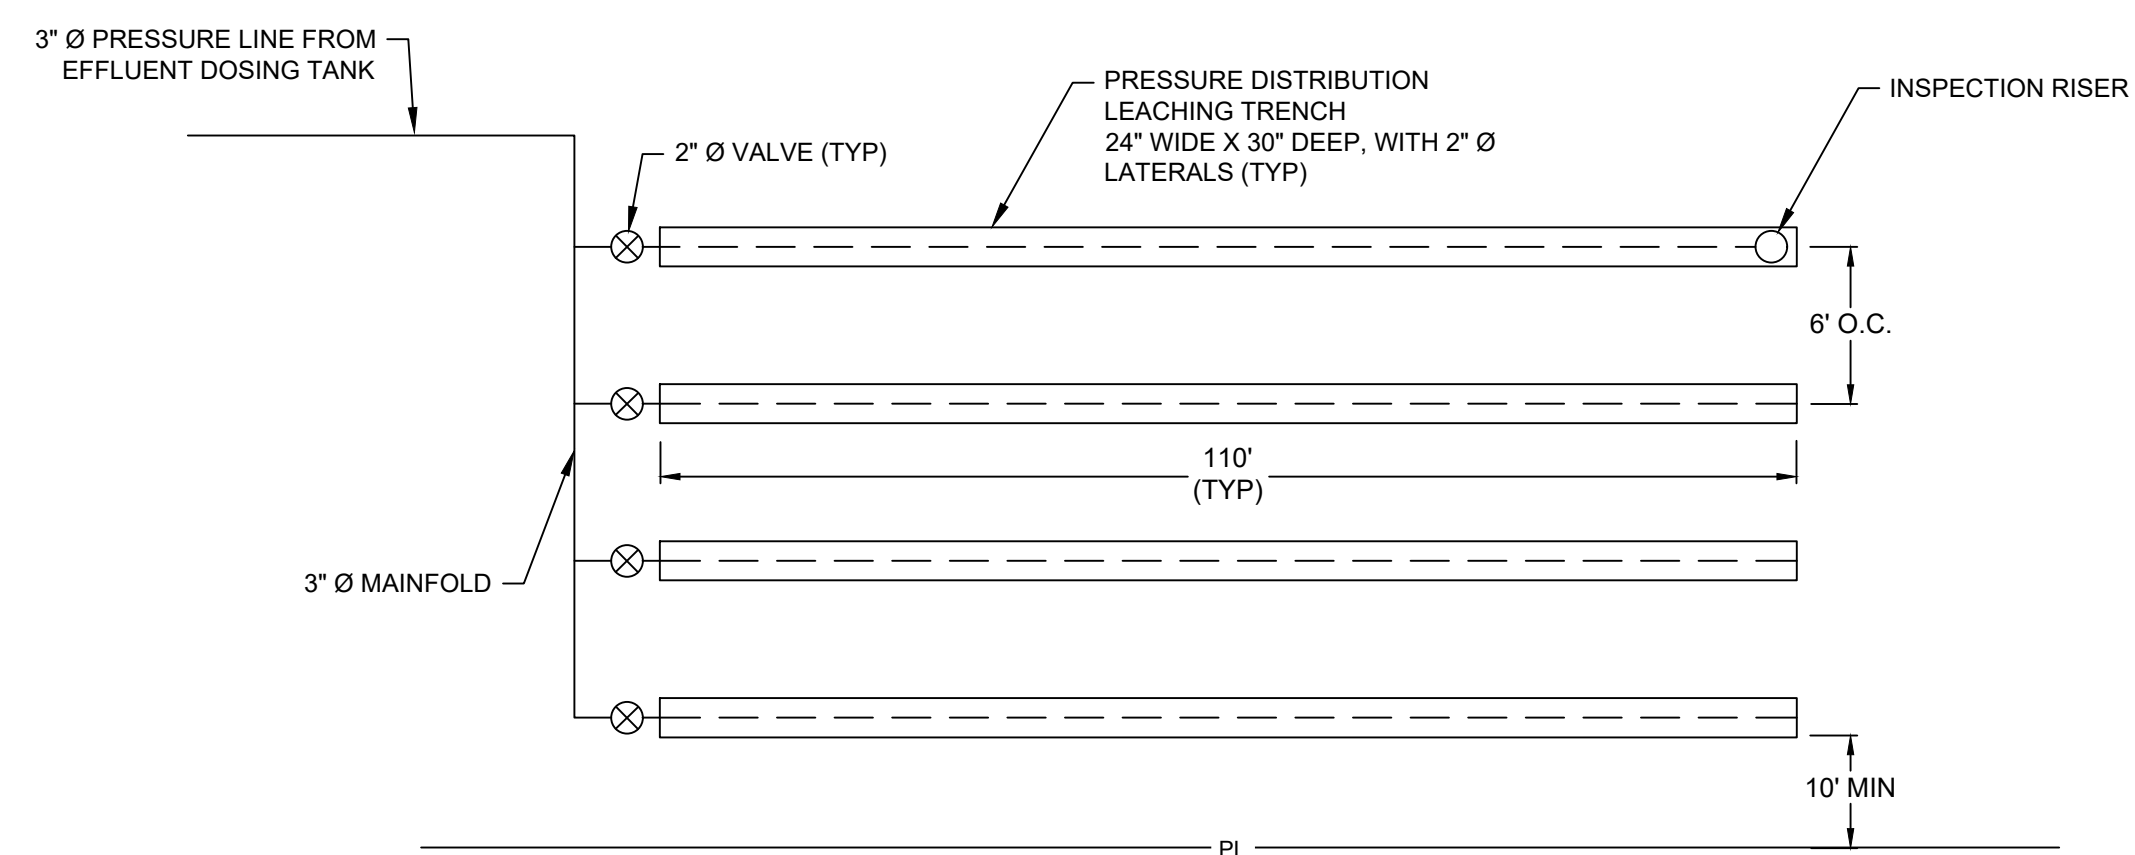 3" Ø PRESSURE LINE FROM
EFFLUENT DOSING TANK
PRESSURE DISTRIBUTION
LEACHING TRENCH
24" WIDE X 30" DEEP, WITH 2" Ø
LATERALS (TYP)
INSPECTION RISER
2" Ø VALVE (TYP)
6' O.C.
110'
(TYP)
3" Ø MAINFOLD
10' MIN
PL